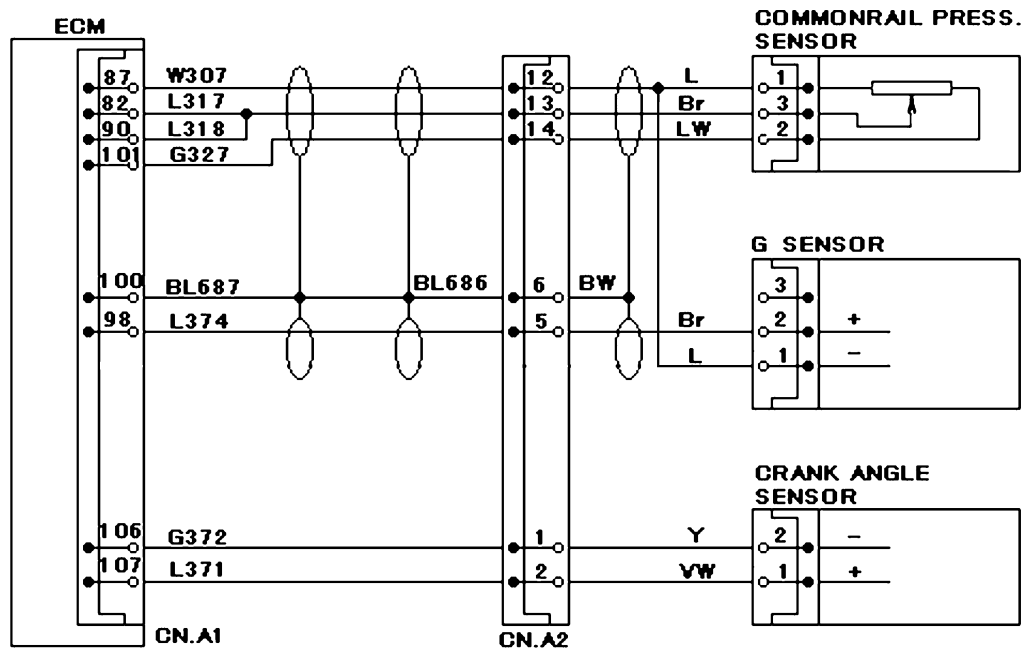 ECM
COMMONRAIL PRESS.
SENSOR
87 W307 12 L 1
82 L317 13 Br 3
90 L318 14 LW 2
101 G327
G SENSOR
100 BL687 BL686 6 BW 3
98 L374 5 Br 2 +
L 1 -
CRANK ANGLE
SENSOR
106 G372 1 Y 2 -
107 L371 2 VW 1 +
CN.A1 CN.A2